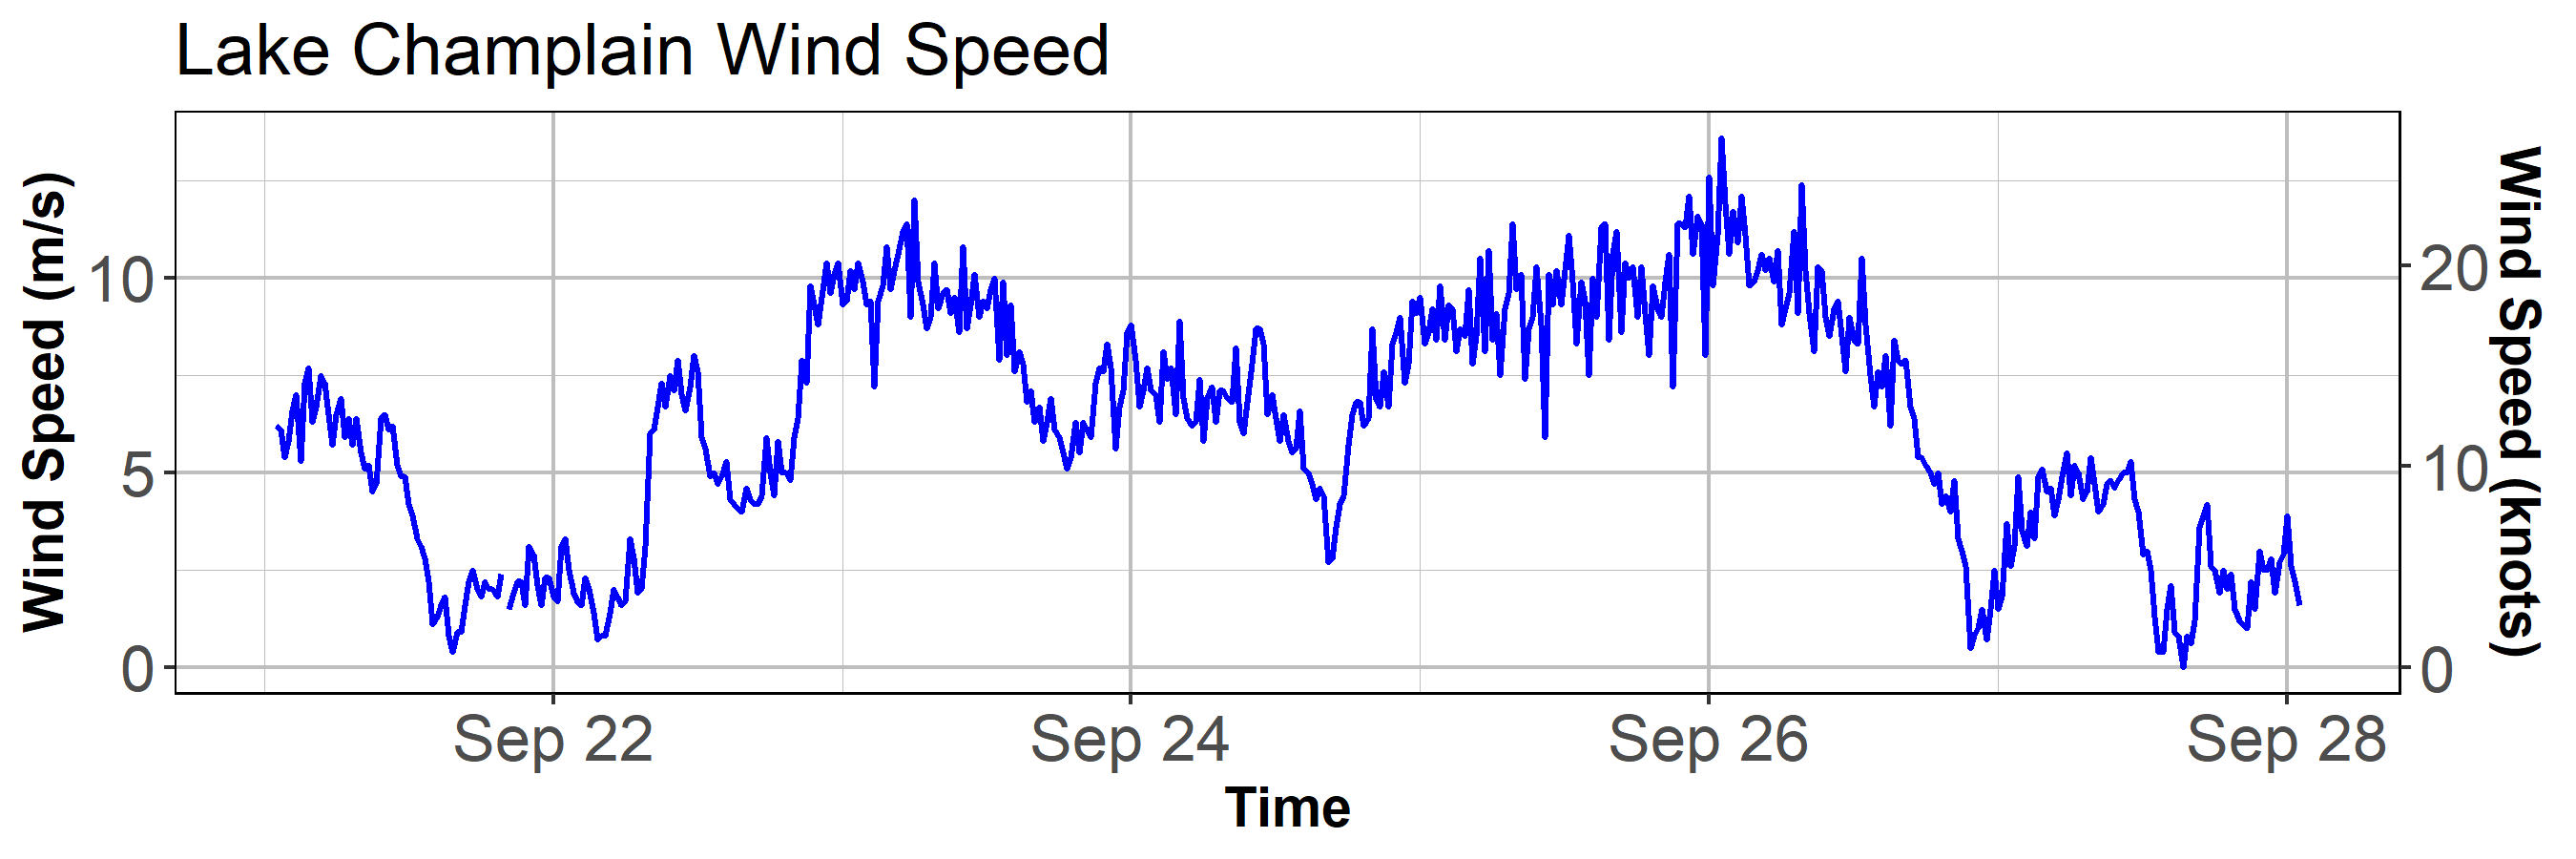 Lake Champlain Wind Speed
Wind Speed (m/s)
10
5
0
20
10
0
Wind Speed (knots)
Sep 22
Sep 24
Sep 26
Sep 28
Time